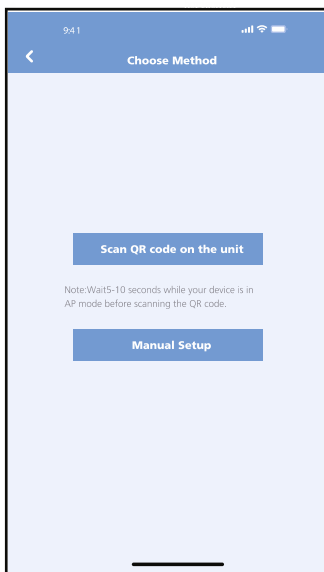 9:41
Choose Method
Scan QR code on the unit
Note:Wait5-10 seconds while your device is in
AP mode before scanning the QR code.
Manual Setup